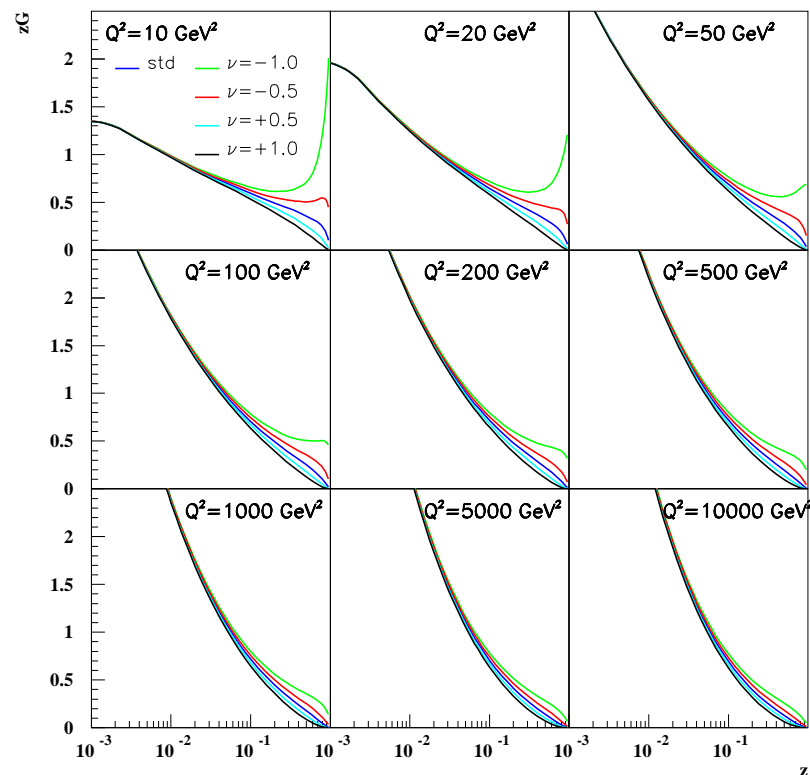 zG
Q²=10 GeV²
Q²=20 GeV²
Q²=50 GeV²
std
ν=−1.0
ν=−0.5
ν=+0.5
ν=+1.0
2
1.5
1
0.5
0
Q²=100 GeV²
Q²=200 GeV²
Q²=500 GeV²
2
1.5
1
0.5
0
Q²=1000 GeV²
Q²=5000 GeV²
Q²=10000 GeV²
2
1.5
1
0.5
0
10⁻³ 10⁻² 10⁻¹ 10⁻³ 10⁻² 10⁻¹ 10⁻³ 10⁻² 10⁻¹
z